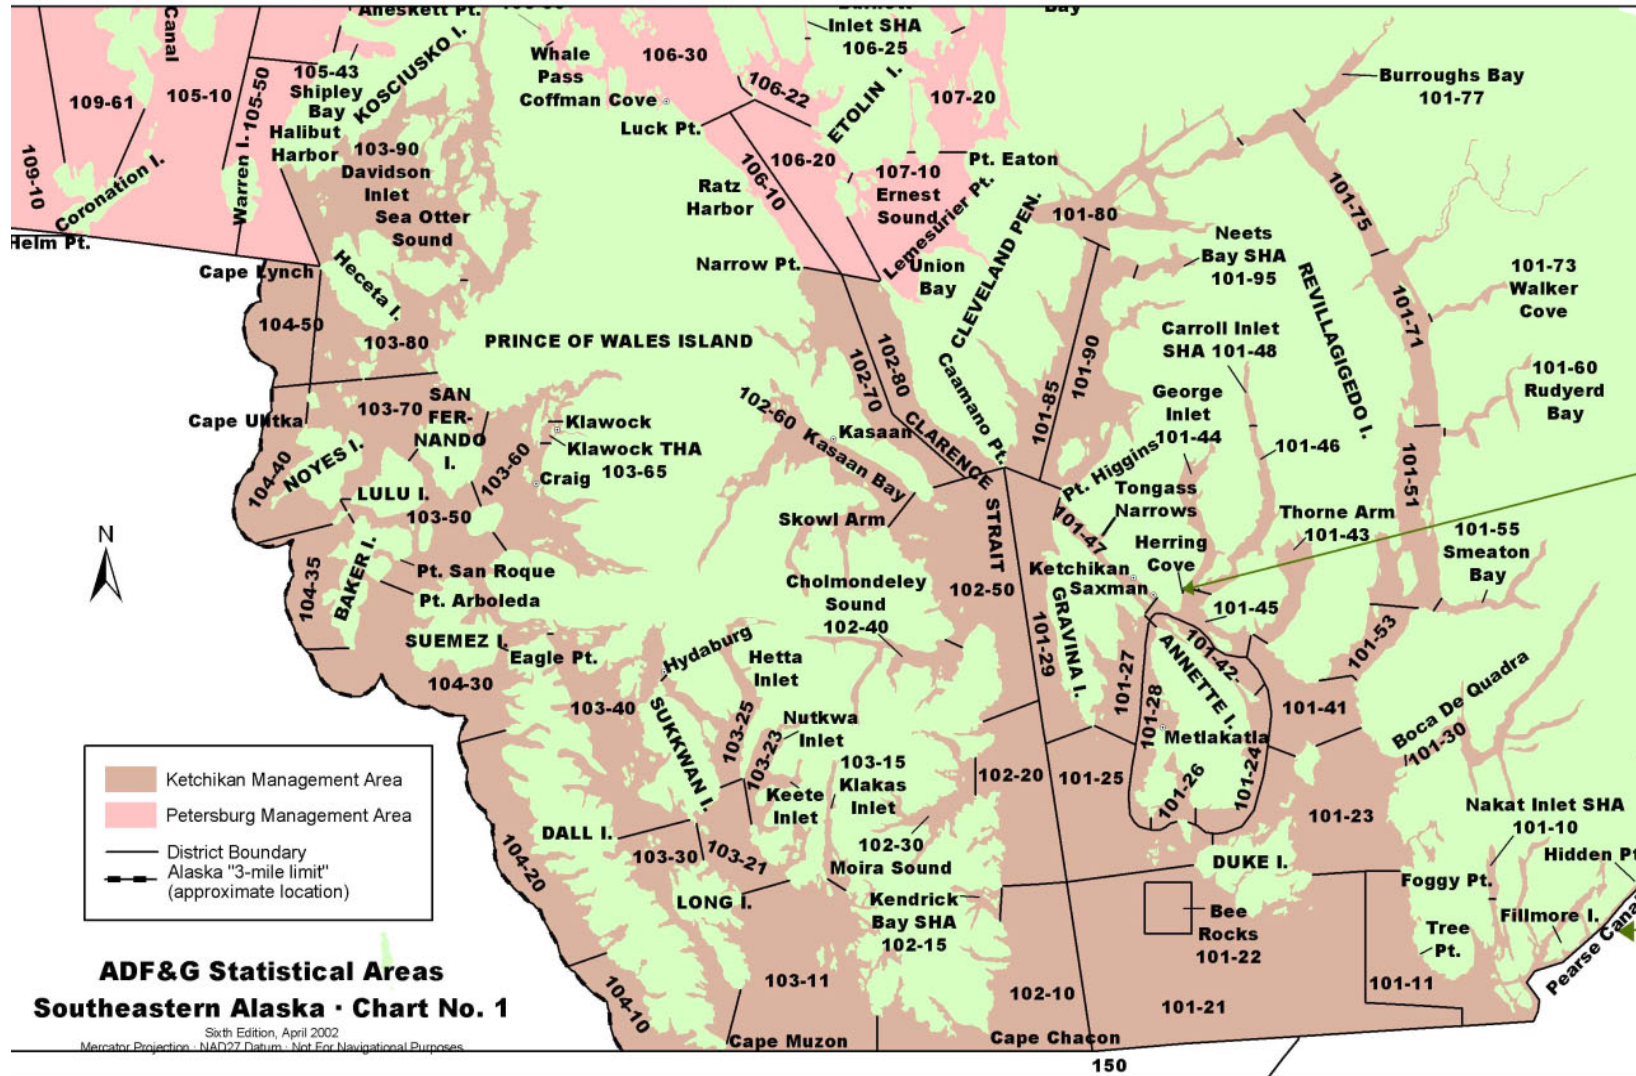 Aneskett Pt.
Canal
Inlet SHA
106-25
Bay
Whale
Pass
106-30
Coffman Cove
105-43
Shipley
Bay
KOSCIUSKO I.
105-50
105-10
109-61
106-22
ETOLIN I.
107-20
Burroughs Bay
101-77
Halibut
Harbor
Luck Pt.
103-90
Davidson
Inlet
109-10
Coronation I.
Warren I.
106-20
106-10
107-10
Ernest
Sound
Pt. Eaton
Lemesurier Pt.
Ratz
Harbor
Sea Otter
Sound
101-80
101-75
CLEVELAND PEN.
Neets
Bay SHA
101-95
Helm Pt.
Cape Lynch
Heceta I.
Narrow Pt.
Union
Bay
REVILLAGIGEDO I.
101-73
Walker
Cove
101-71
104-50
103-80
PRINCE OF WALES ISLAND
102-80
102-70
Caamano Pt.
101-90
Carroll Inlet
SHA 101-48
101-60
Rudyerd
Bay
103-70
SAN
FER-
NANDO
I.
Cape Ulitka
Klawock
Klawock THA
103-65
102-60
Kasaan
Kasaan Bay
CLARENCE STRAIT
101-85
George
Inlet
101-44
101-46
NOYES I.
104-40
103-60
Craig
LULU I.
103-50
Pt. Higgins
Tongass
Narrows
101-47
Thorne Arm
101-43
101-51
Skowl Arm
101-55
Smeaton
Bay
N
BAKER I.
104-35
Pt. San Roque
Pt. Arboleda
Herring
Cove
Ketchikan
Saxman
Cholmondeley
Sound
102-40
102-50
101-45
GRAVINA I.
101-29
SUEMEZ I.
Eagle Pt.
Hydaburg
101-42
101-53
101-27
ANNETTE I.
Hetta
Inlet
104-30
103-40
SUKKWAN I.
103-25
Nutkwa
Inlet
103-23
101-28
Metlakatla
101-41
Boca De Quadra
101-30
Ketchikan Management Area
Petersburg Management Area
District Boundary
Alaska "3-mile limit"
(approximate location)
103-15
Klakas
Inlet
Keete
Inlet
102-20
101-25
101-26
101-24
101-23
Nakat Inlet SHA
101-10
DALL I.
104-20
103-30
103-21
102-30
Moira Sound
DUKE I.
Hidden Pt.
Foggy Pt.
LONG I.
Kendrick
Bay SHA
102-15
Bee
Rocks
101-22
Tree
Pt.
Fillmore I.
Pearse Canal
ADF&G Statistical Areas
Southeastern Alaska · Chart No. 1
Sixth Edition, April 2002
Mercator Projection · NAD27 Datum · Not For Navigational Purposes
104-10
103-11
102-10
101-21
101-11
Cape Muzon
Cape Chacon
150